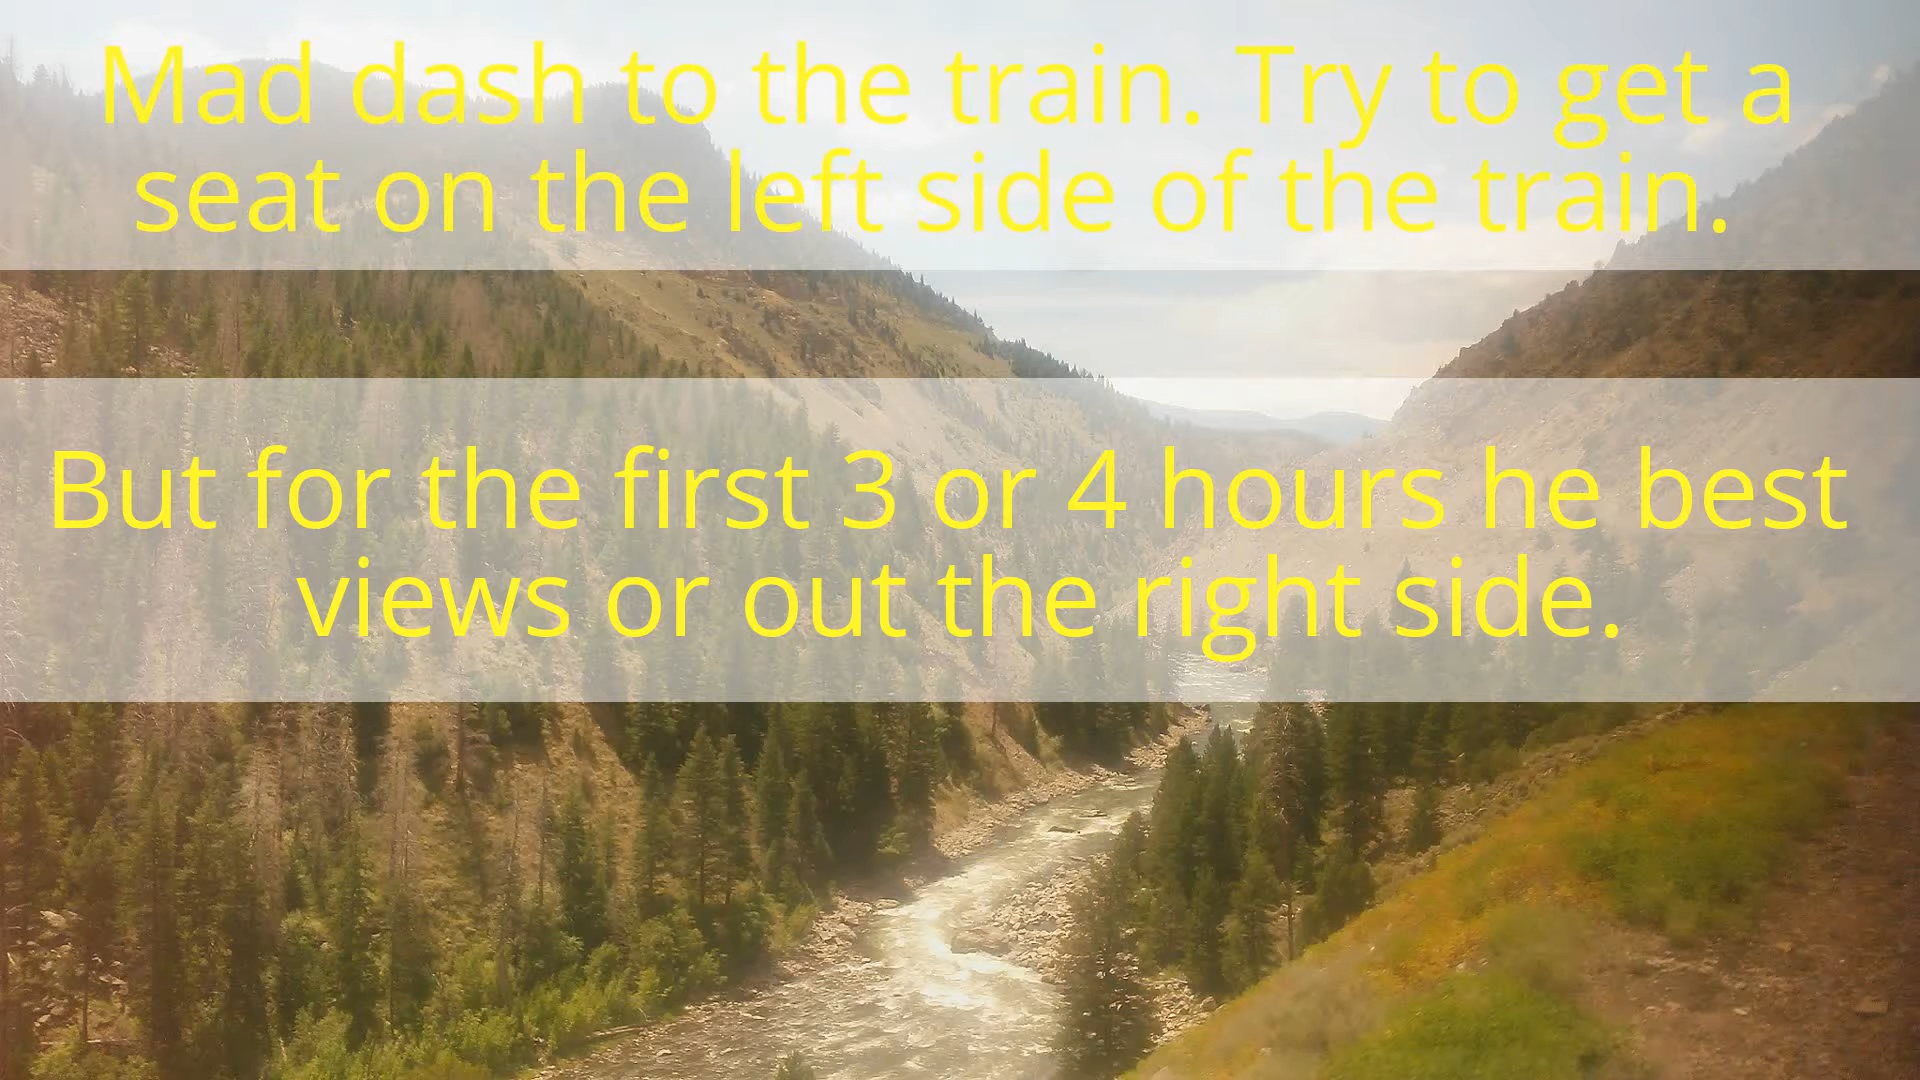 Mad dash to the train. Try to get a
seat on the left side of the train.
But for the first 3 or 4 hours he best
views or out the right side.